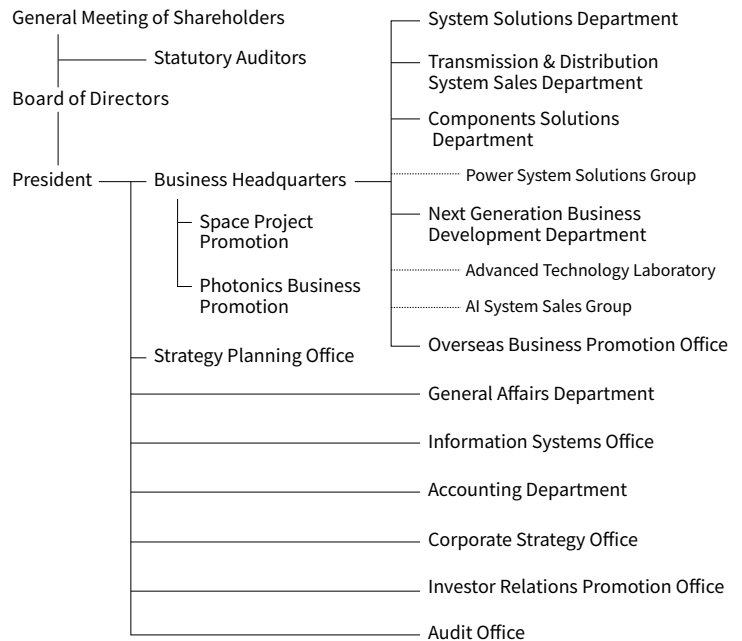 General Meeting of Shareholders
Statutory Auditors
Board of Directors
President
Business Headquarters
Space Project
Promotion
Photonics Business
Promotion
Strategy Planning Office
System Solutions Department
Transmission & Distribution
System Sales Department
Components Solutions
Department
Power System Solutions Group
Next Generation Business
Development Department
Advanced Technology Laboratory
AI System Sales Group
Overseas Business Promotion Office
General Affairs Department
Information Systems Office
Accounting Department
Corporate Strategy Office
Investor Relations Promotion Office
Audit Office